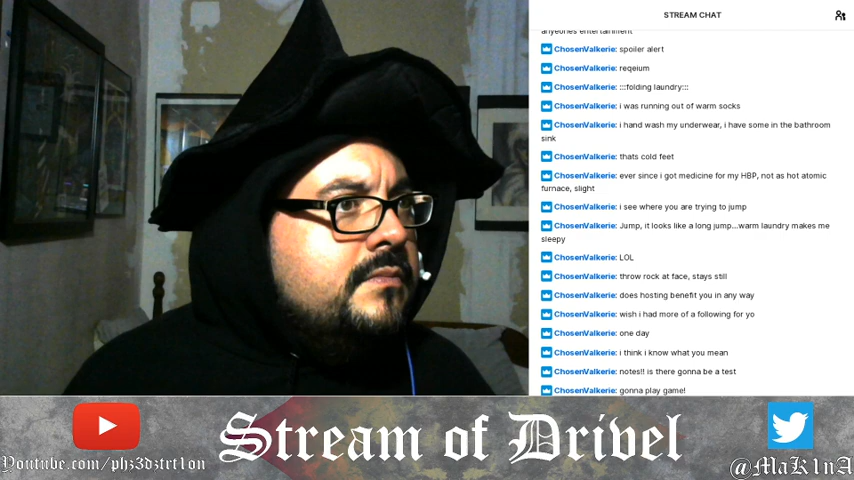 STREAM CHAT
anyeones entertainment
ChosenValkerie: spoiler alert
ChosenValkerie: reqeium
ChosenValkerie: :::folding laundry:::
ChosenValkerie: i was running out of warm socks
ChosenValkerie: i hand wash my underwear, i have some in the bathroom
sink
ChosenValkerie: thats cold feet
ChosenValkerie: ever since i got medicine for my HBP, not as hot atomic
furnace, slight
ChosenValkerie: i see where you are trying to jump
ChosenValkerie: Jump, it looks like a long jump...warm laundry makes me
sleepy
ChosenValkerie: LOL
ChosenValkerie: throw rock at face, stays still
ChosenValkerie: does hosting benefit you in any way
ChosenValkerie: wish i had more of a following for yo
ChosenValkerie: one day
ChosenValkerie: i think i know what you mean
ChosenValkerie: notes!! is there gonna be a test
ChosenValkerie: gonna play game!
Stream of Drivel
Youtube.com/phz3dztrt1on
@MaK1nA